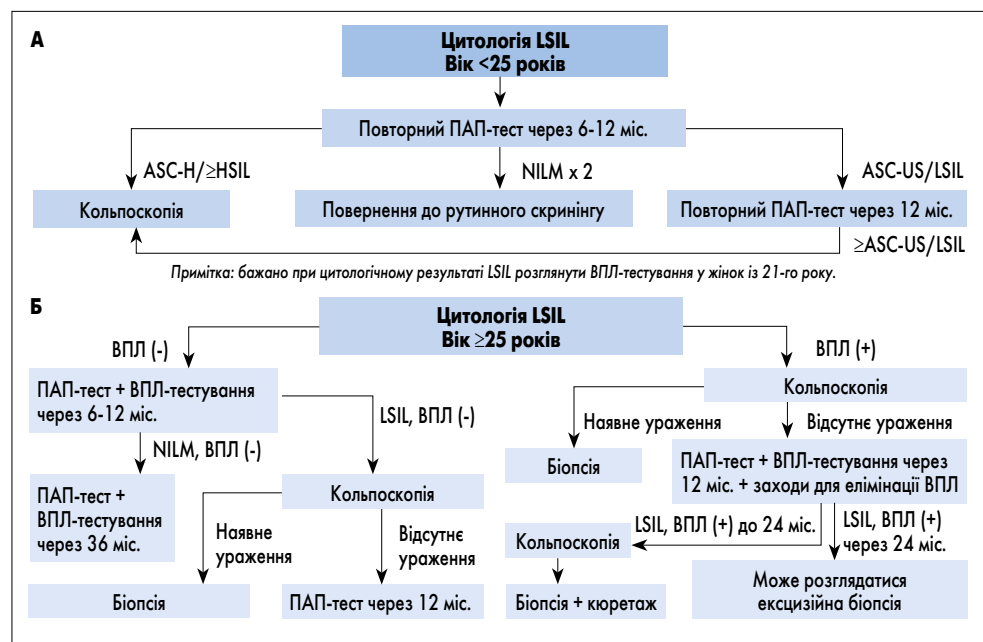 А
Цитологія LSIL
Вік <25 років
Повторний ПАП-тест через 6-12 міс.
ASC-H/≥HSIL
NILM x 2
ASC-US/LSIL
Кольпоскопія
Повернення до рутинного скринінгу
Повторний ПАП-тест через 12 міс.
≥ASC-US/LSIL
Примітка: бажано при цитологічному результаті LSIL розглянути ВПЛ-тестування у жінок із 21-го року.
Б
Цитологія LSIL
Вік ≥25 років
ВПЛ (-)
ПАП-тест + ВПЛ-тестування
через 6-12 міс.
NILM, ВПЛ (-)
ПАП-тест +
ВПЛ-тестування
через 36 міс.
LSIL, ВПЛ (-)
Кольпоскопія
Наявне
ураження
Відсутнє
ураження
Біопсія
ПАП-тест через 12 міс.
ВПЛ (+)
Кольпоскопія
Наявне ураження
Відсутнє ураження
Біопсія
ПАП-тест + ВПЛ-тестування через
12 міс. + заходи для елімінації ВПЛ
LSIL, ВПЛ (+) до 24 міс.
LSIL, ВПЛ (+)
через 24 міс.
Кольпоскопія
Біопсія + кюретаж
Може розглядатися
ексцизійна біопсія